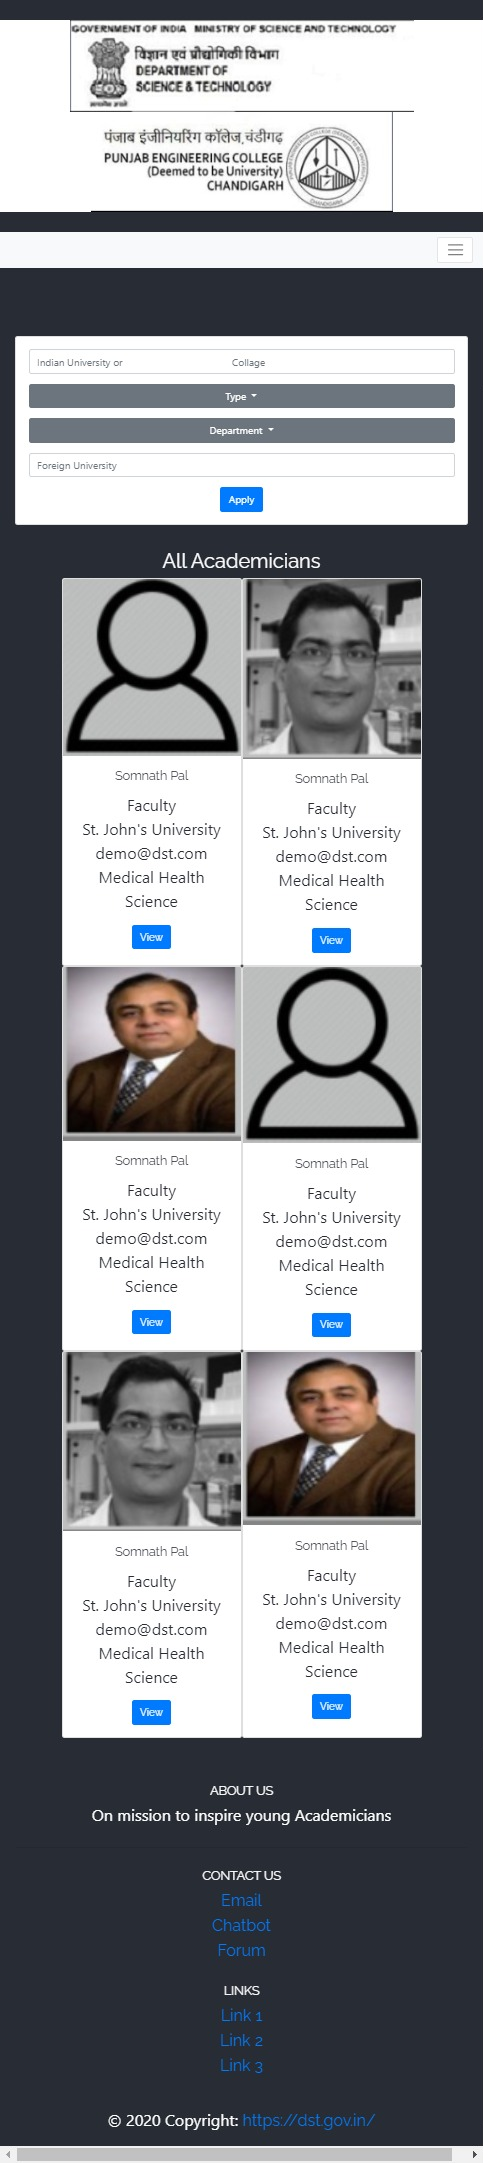 GOVERNMENT OF INDIA MINISTRY OF SCIENCE AND TECHNOLOGY
विज्ञान एवं प्रौद्योगिकी विभाग
DEPARTMENT OF
SCIENCE & TECHNOLOGY
पंजाब इंजीनियरिंग कॉलेज, चंडीगढ़
PUNJAB ENGINEERING COLLEGE
(Deemed to be University)
CHANDIGARH
Indian University or Collage
Type
Department
Foreign University
Apply
All Academicians
Somnath Pal
Faculty
St. John's University
demo@dst.com
Medical Health
Science
View
Somnath Pal
Faculty
St. John's University
demo@dst.com
Medical Health
Science
View
Somnath Pal
Faculty
St. John's University
demo@dst.com
Medical Health
Science
View
Somnath Pal
Faculty
St. John's University
demo@dst.com
Medical Health
Science
View
Somnath Pal
Faculty
St. John's University
demo@dst.com
Medical Health
Science
View
Somnath Pal
Faculty
St. John's University
demo@dst.com
Medical Health
Science
View
ABOUT US
On mission to inspire young Academicians
CONTACT US
Email
Chatbot
Forum
LINKS
Link 1
Link 2
Link 3
© 2020 Copyright: https://dst.gov.in/